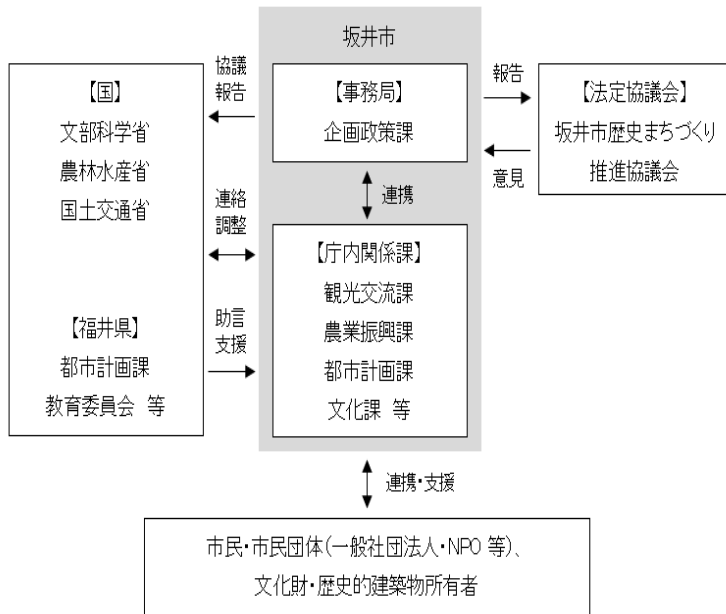 坂井市
協議
報告
【国】
文部科学省
農林水産省
国土交通省
【福井県】
都市計画課
教育委員会 等
連絡
調整
助言
支援
【事務局】
企画政策課
連携
【庁内関係課】
観光交流課
農業振興課
都市計画課
文化課 等
報告
意見
【法定協議会】
坂井市歴史まちづくり
推進協議会
連携・支援
市民・市民団体(一般社団法人・NPO 等)、
文化財・歴史的建築物所有者